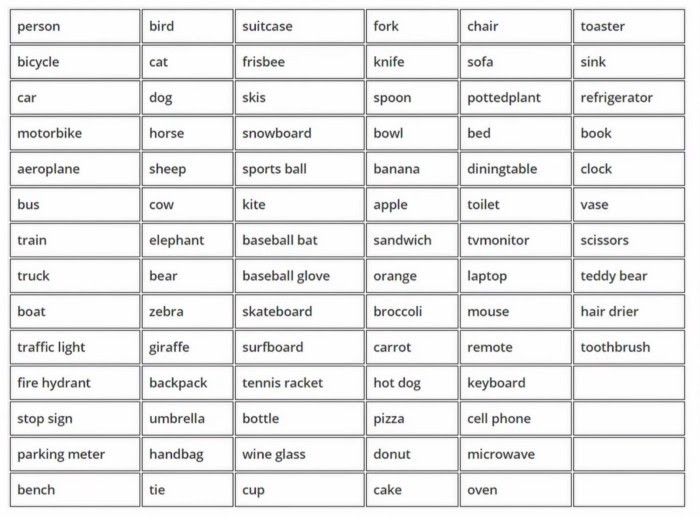 person bird suitcase fork chair toaster
bicycle cat frisbee knife sofa sink
car dog skis spoon pottedplant refrigerator
motorbike horse snowboard bowl bed book
aeroplane sheep sports ball banana diningtable clock
bus cow kite apple toilet vase
train elephant baseball bat sandwich tvmonitor scissors
truck bear baseball glove orange laptop teddy bear
boat zebra skateboard broccoli mouse hair drier
traffic light giraffe surfboard carrot remote toothbrush
fire hydrant backpack tennis racket hot dog keyboard
stop sign umbrella bottle pizza cell phone
parking meter handbag wine glass donut microwave
bench tie cup cake oven